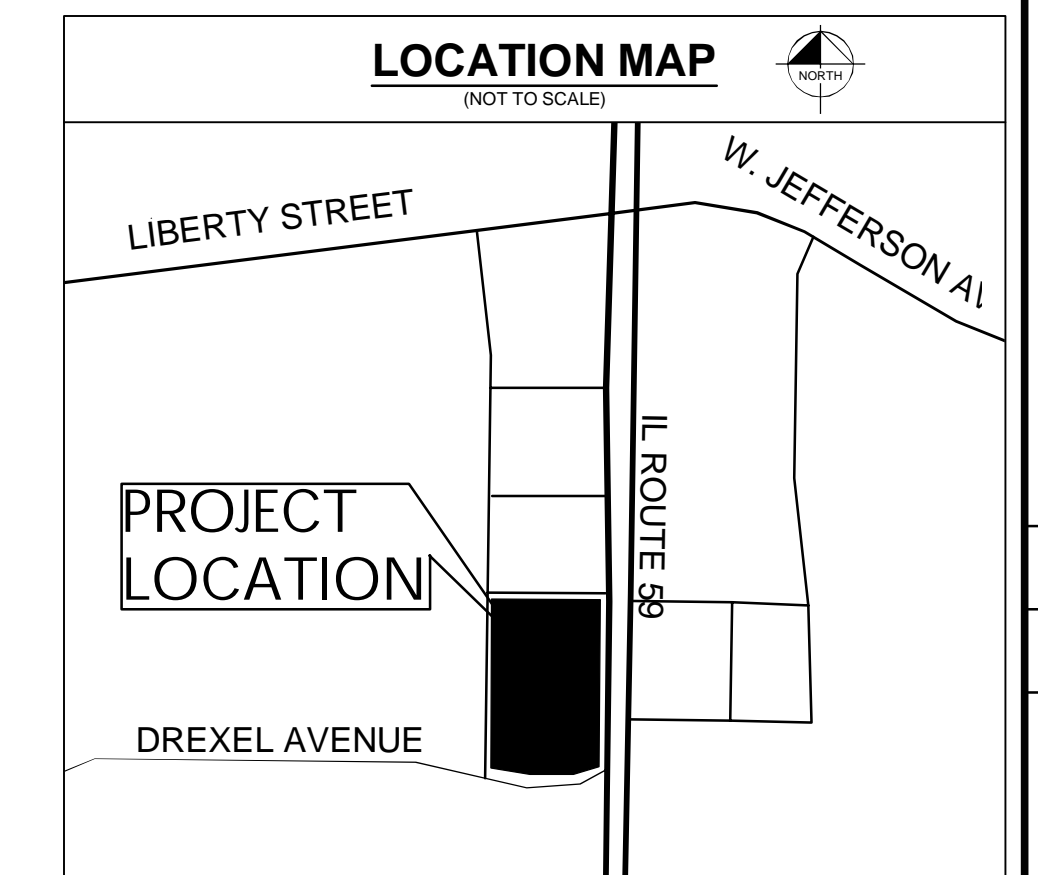 LOCATION MAP
(NOT TO SCALE)
NORTH
LIBERTY STREET
W. JEFFERSON
IL ROUTE 59
PROJECT
LOCATION
DREXEL AVENUE